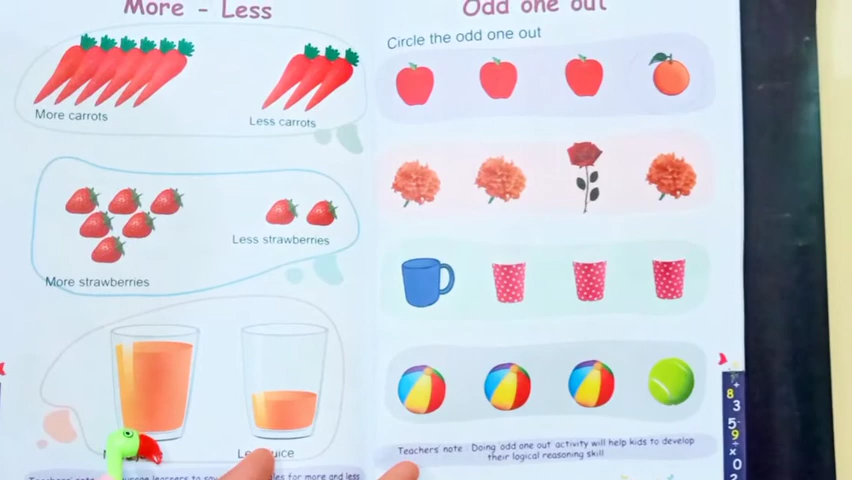 More - Less
More carrots
Less carrots
Less strawberries
More strawberries
Odd one out
Circle the odd one out
Teachers' note : Doing 'odd one out' activity will help kids to develop
their logical reasoning skill
8 3
5 9
÷ × 0